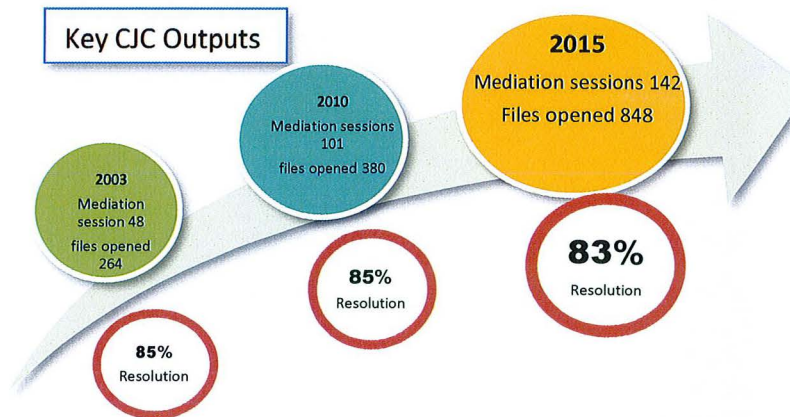 Key CJC Outputs
2015
Mediation sessions 142
Files opened 848
2010
Mediation sessions
101
files opened 380
2003
Mediation
session 48
files opened
264
83%
Resolution
85%
Resolution
85%
Resolution